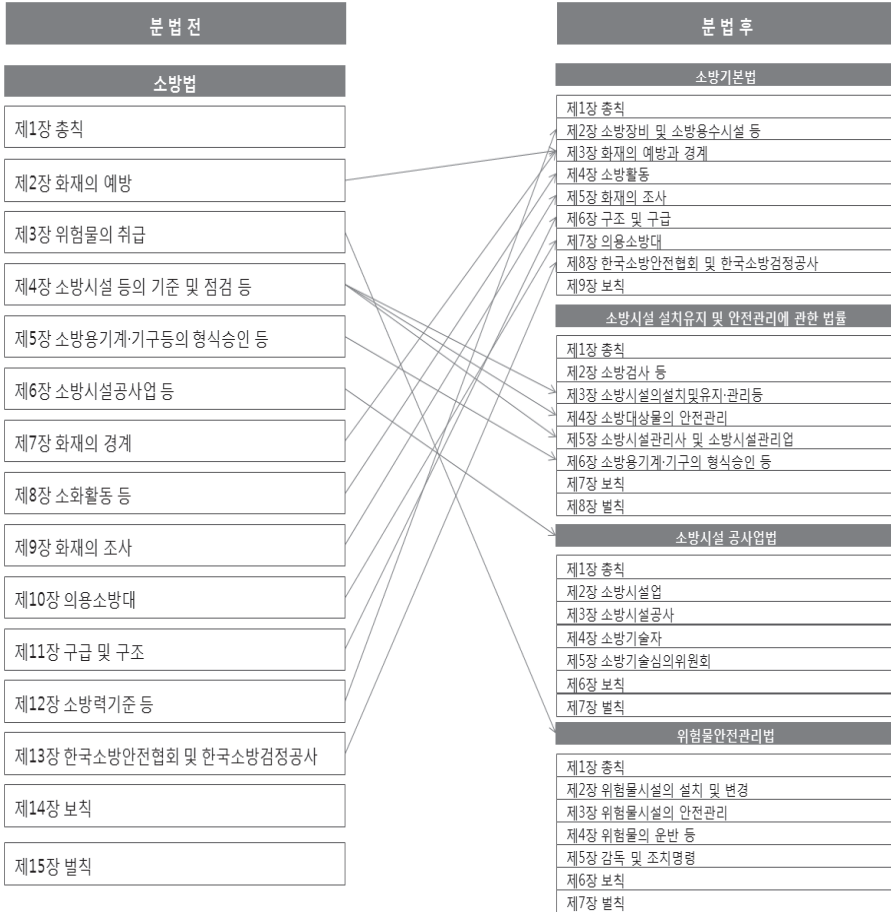 분 법 전
소방법
제1장 총칙
제2장 화재의 예방
제3장 위험물의 취급
제4장 소방시설 등의 기준 및 점검 등
제5장 소방용기계·기구등의 형식승인 등
제6장 소방시설공사업 등
제7장 화재의 경계
제8장 소화활동 등
제9장 화재의 조사
제10장 의용소방대
제11장 구급 및 구조
제12장 소방력기준 등
제13장 한국소방안전협회 및 한국소방검정공사
제14장 보칙
제15장 벌칙
분 법 후
소방기본법
제1장 총칙
제2장 소방장비 및 소방용수시설 등
제3장 화재의 예방과 경계
제4장 소방활동
제5장 화재의 조사
제6장 구조 및 구급
제7장 의용소방대
제8장 한국소방안전협회 및 한국소방검정공사
제9장 보칙
소방시설 설치유지 및 안전관리에 관한 법률
제1장 총칙
제2장 소방검사 등
제3장 소방시설의설치및유지·관리등
제4장 소방대상물의 안전관리
제5장 소방시설관리사 및 소방시설관리업
제6장 소방용기계·기구의 형식승인 등
제7장 보칙
제8장 벌칙
소방시설 공사업법
제1장 총칙
제2장 소방시설업
제3장 소방시설공사
제4장 소방기술자
제5장 소방기술심의위원회
제6장 보칙
제7장 벌칙
위험물안전관리법
제1장 총칙
제2장 위험물시설의 설치 및 변경
제3장 위험물시설의 안전관리
제4장 위험물의 운반 등
제5장 감독 및 조치명령
제6장 보칙
제7장 벌칙